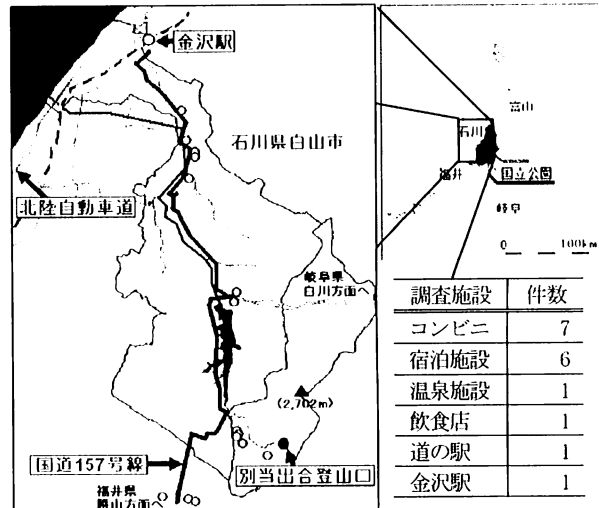 金沢駅
石川県白山市
北陸自動車道
岐阜県
白川方面へ
(2,702m)
国道157号線
別当出合登山口
福井県
勝山方面へ
富山
石川
福井
国立公園
岐阜
0 100km
調査施設 件数
コンビニ 7
宿泊施設 6
温泉施設 1
飲食店 1
道の駅 1
金沢駅 1